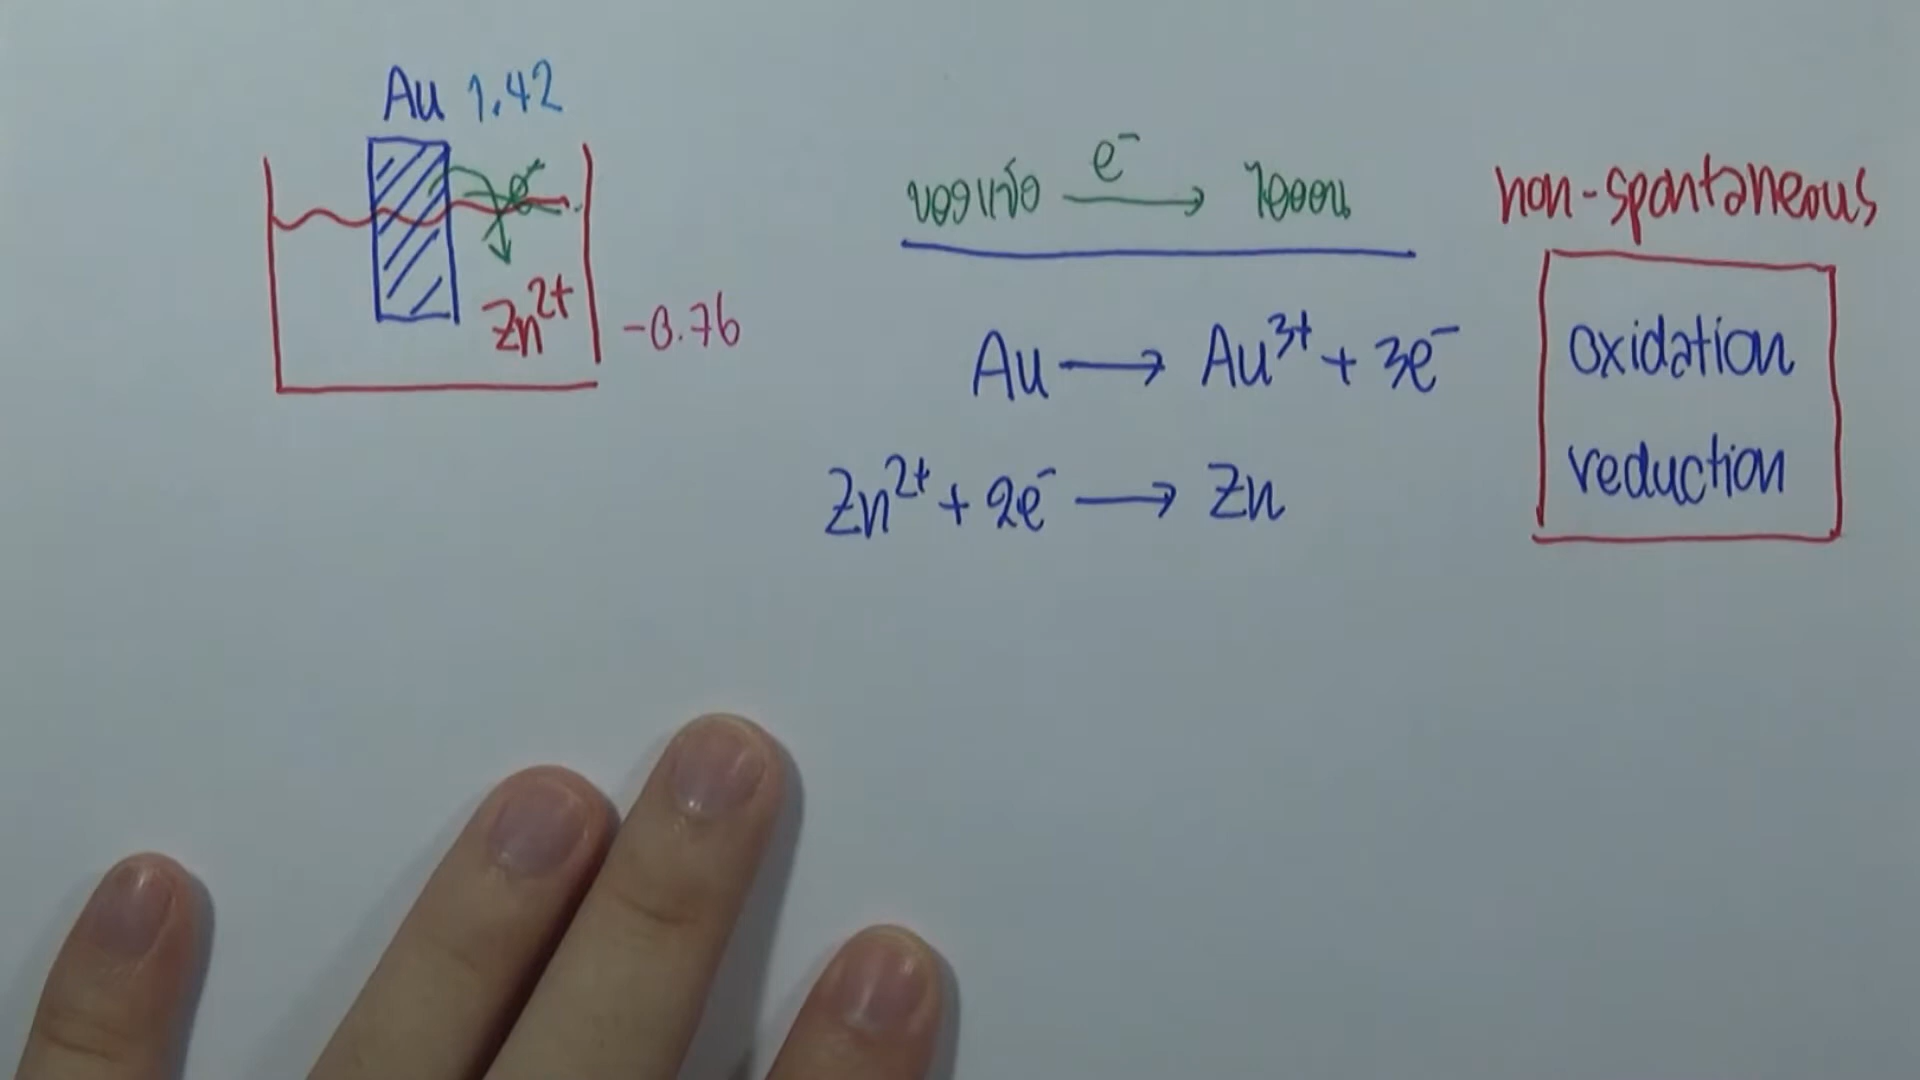 Au 1.42
e⁻
Zn²⁺
-0.76
ของแข็ง e⁻ → ไอออน
non-spontaneous
Au → Au³⁺ + 3e⁻
oxidation
Zn²⁺ + 2e⁻ → Zn
reduction